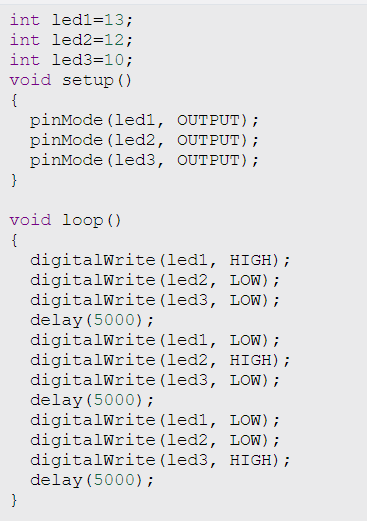 int led1=13;
int led2=12;
int led3=10;
void setup()
{
  pinMode(led1, OUTPUT);
  pinMode(led2, OUTPUT);
  pinMode(led3, OUTPUT);
}

void loop()
{
  digitalWrite(led1, HIGH);
  digitalWrite(led2, LOW);
  digitalWrite(led3, LOW);
  delay(5000);
  digitalWrite(led1, LOW);
  digitalWrite(led2, HIGH);
  digitalWrite(led3, LOW);
  delay(5000);
  digitalWrite(led1, LOW);
  digitalWrite(led2, LOW);
  digitalWrite(led3, HIGH);
  delay(5000);
}